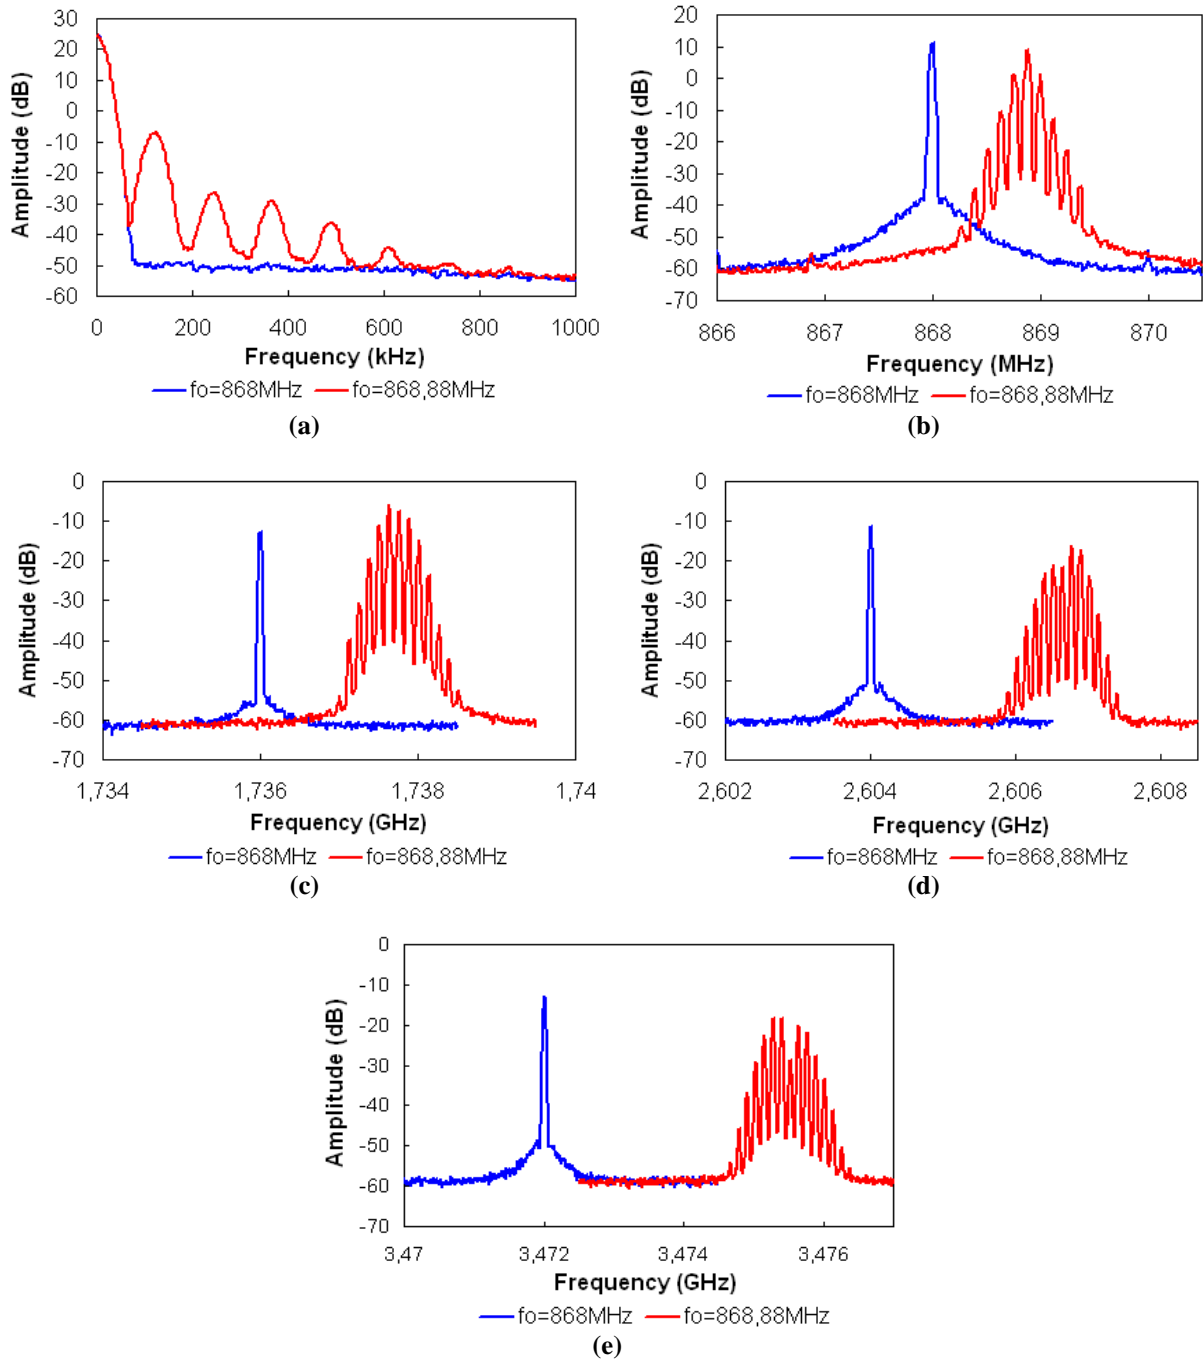 30
20
10
0
-10
-20
-30
-40
-50
-60
Amplitude (dB)
0 200 400 600 800 1000
Frequency (kHz)
fo=868MHz fo=868,88MHz
(a)
20
10
0
-10
-20
-30
-40
-50
-60
-70
Amplitude (dB)
866 867 868 869 870
Frequency (MHz)
fo=868MHz fo=868,88MHz
(b)
0
-10
-20
-30
-40
-50
-60
-70
Amplitude (dB)
1,734 1,736 1,738 1,74
Frequency (GHz)
fo=868MHz fo=868,88MHz
(c)
0
-10
-20
-30
-40
-50
-60
-70
Amplitude (dB)
2,602 2,604 2,606 2,608
Frequency (GHz)
fo=868MHz fo=868,88MHz
(d)
0
-10
-20
-30
-40
-50
-60
-70
Amplitude (dB)
3,47 3,472 3,474 3,476
Frequency (GHz)
fo=868MHz fo=868,88MHz
(e)